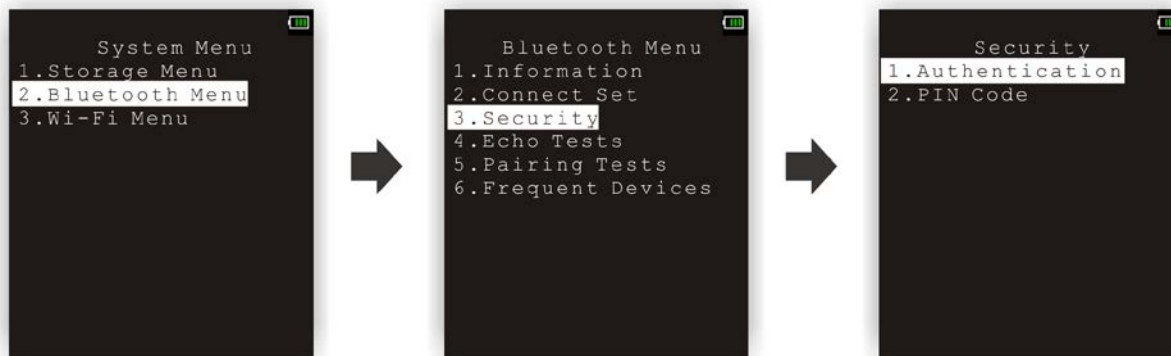 System Menu
1.Storage Menu
2.Bluetooth Menu
3.Wi-Fi Menu
Bluetooth Menu
1.Information
2.Connect Set
3.Security
4.Echo Tests
5.Pairing Tests
6.Frequent Devices
Security
1.Authentication
2.PIN Code